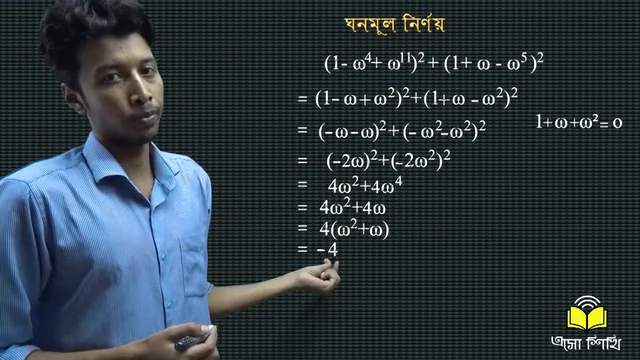 ঘনমূল নির্ণয়
(1- ω⁴+ ω¹¹)² + (1+ ω - ω⁵ )²
= (1- ω + ω²)²+(1+ ω - ω²)²
= (-ω-ω)²+(- ω²-ω²)²
1+ω+ω²=০
= (-2ω)²+(-2ω²)²
= 4ω²+4ω⁴
= 4ω²+4ω
= 4(ω²+ω)
= -4
এসো শিখি